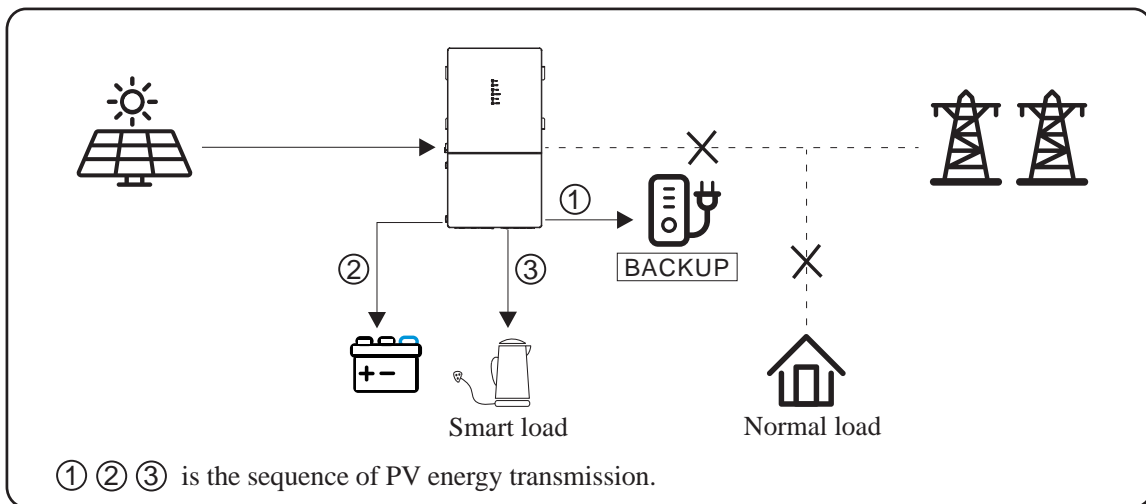 ①
BACKUP
②
③
+ −
Smart load
Normal load
① ② ③ is the sequence of PV energy transmission.